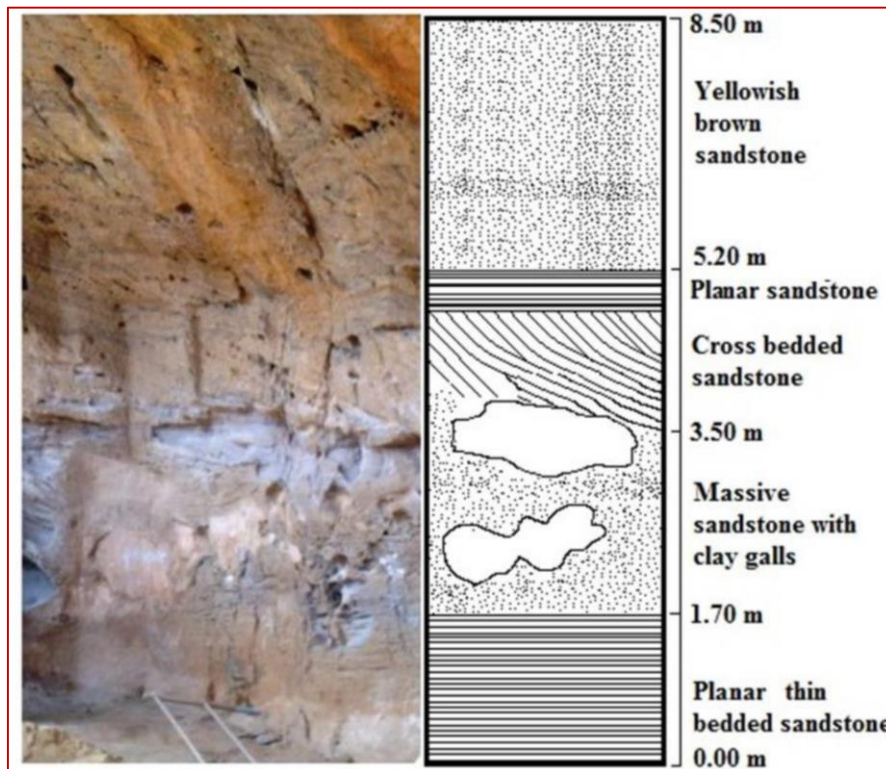 8.50 m
Yellowish
brown
sandstone
5.20 m
Planar sandstone
Cross bedded
sandstone
3.50 m
Massive
sandstone with
clay galls
1.70 m
Planar thin
bedded sandstone
0.00 m